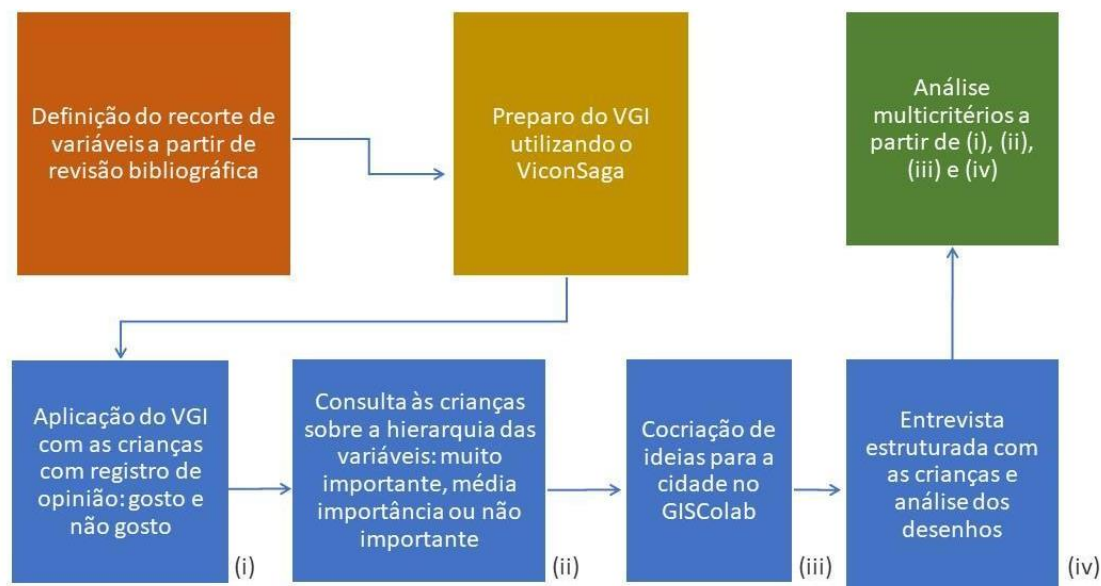 Definição do recorte de
variáveis a partir de
revisão bibliográfica
Preparo do VGI
utilizando o
ViconSaga
Análise
multicritérios a
partir de (i), (ii),
(iii) e (iv)
Aplicação do VGI
com as crianças
com registro de
opinião: gosto e
não gosto
(i)
Consulta às crianças
sobre a hierarquia das
variáveis: muito
importante, média
importância ou não
importante
(ii)
Cocriação de
ideias para a
cidade no
GISColab
(iii)
Entrevista
estruturada com
as crianças e
análise dos
desenhos
(iv)